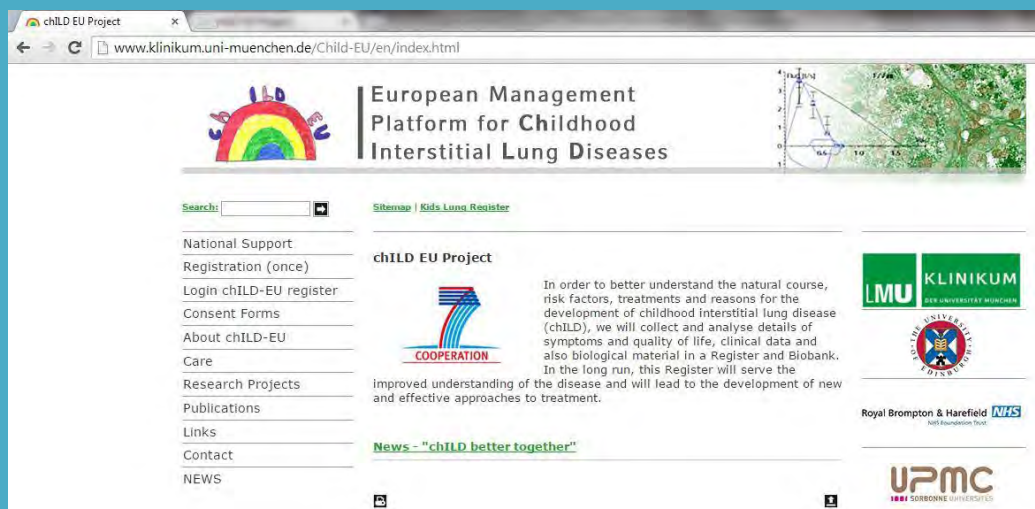 chILD EU Project
www.klinikum.uni-muenchen.de/Child-EU/en/index.html
chILD EU
European Management
Platform for Childhood
Interstitial Lung Diseases
Search:
Sitemap | Kids Lung Register
National Support
Registration (once)
Login chILD-EU register
Consent Forms
About chILD-EU
Care
Research Projects
Publications
Links
Contact
NEWS
chILD EU Project
7
COOPERATION
In order to better understand the natural course,
risk factors, treatments and reasons for the
development of childhood interstitial lung disease
(chILD), we will collect and analyse details of
symptoms and quality of life, clinical data and
also biological material in a Register and Biobank.
In the long run, this Register will serve the
improved understanding of the disease and will lead to the development of new
and effective approaches to treatment.
News - "chILD better together"
LMU KLINIKUM
DER UNIVERSITÄT MÜNCHEN
THE UNIVERSITY OF EDINBURGH
Royal Brompton & Harefield NHS
NHS Foundation Trust
UPMC
SORBONNE UNIVERSITÉS